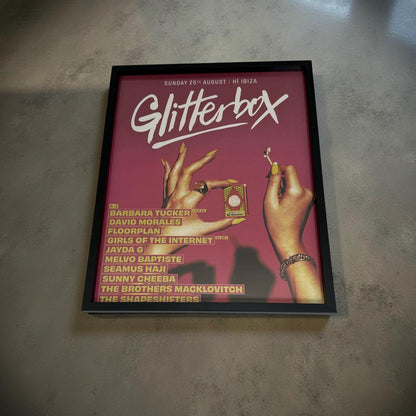 SUNDAY 25TH AUGUST / HÏ IBIZA
Glitterbox
A-Z
BARBARA TUCKER
DAVID MORALES
FLOORPLAN
GIRLS OF THE INTERNET
JAYDA G
MELVO BAPTISTE
SEAMUS HAJI
SUNNY CHEEBA
THE BROTHERS MACKLOVITCH
THE SHAPESHIFTERS